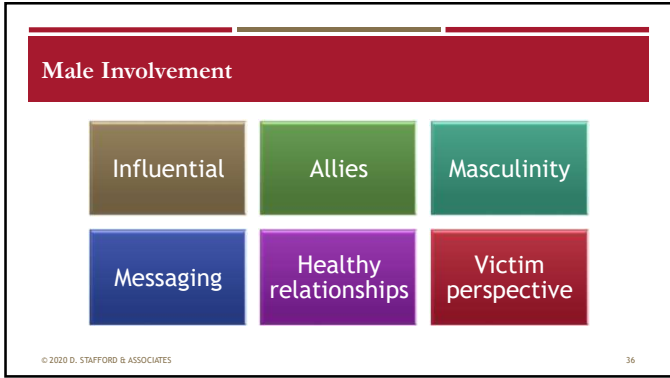 Male Involvement
Influential
Allies
Masculinity
Messaging
Healthy
relationships
Victim
perspective
© 2020 D. STAFFORD & ASSOCIATES
36